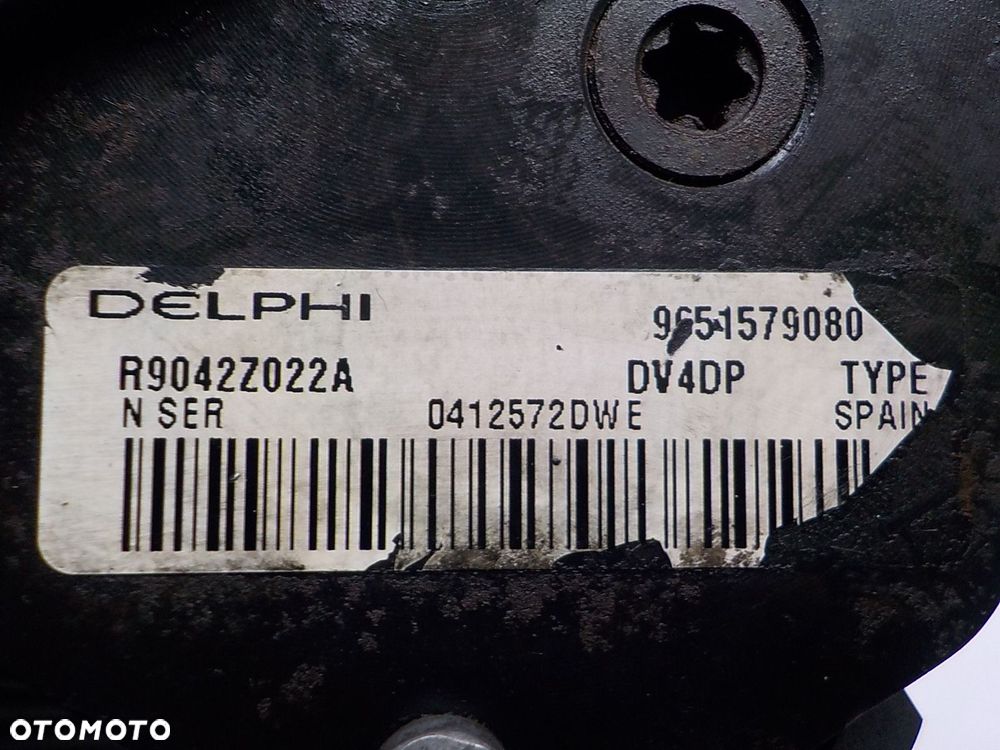 DELPHI
9651579080
R9042Z022A DV4DP TYPE
N SER 0412572DWE SPAIN
OTOMOTO